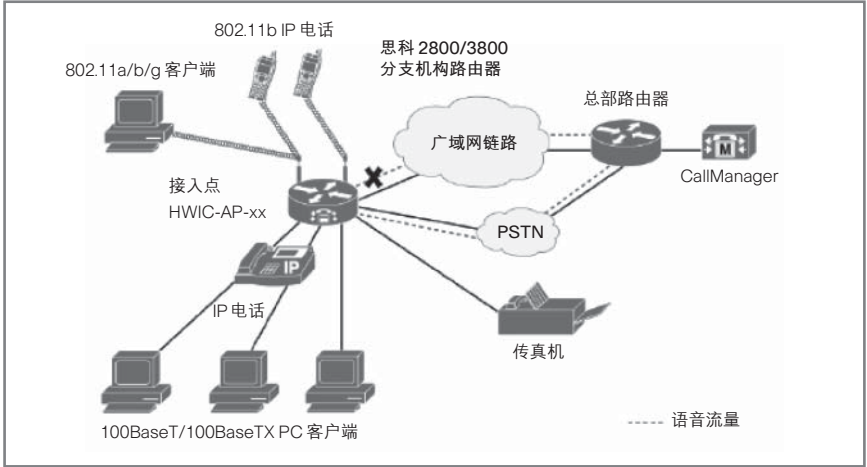 802.11b IP 电话
思科 2800/3800
分支机构路由器
802.11a/b/g 客户端
总部路由器
广域网链路
M
CallManager
接入点
HWIC-AP-xx
PSTN
IP
IP 电话
传真机
100BaseT/100BaseTX PC 客户端
语音流量